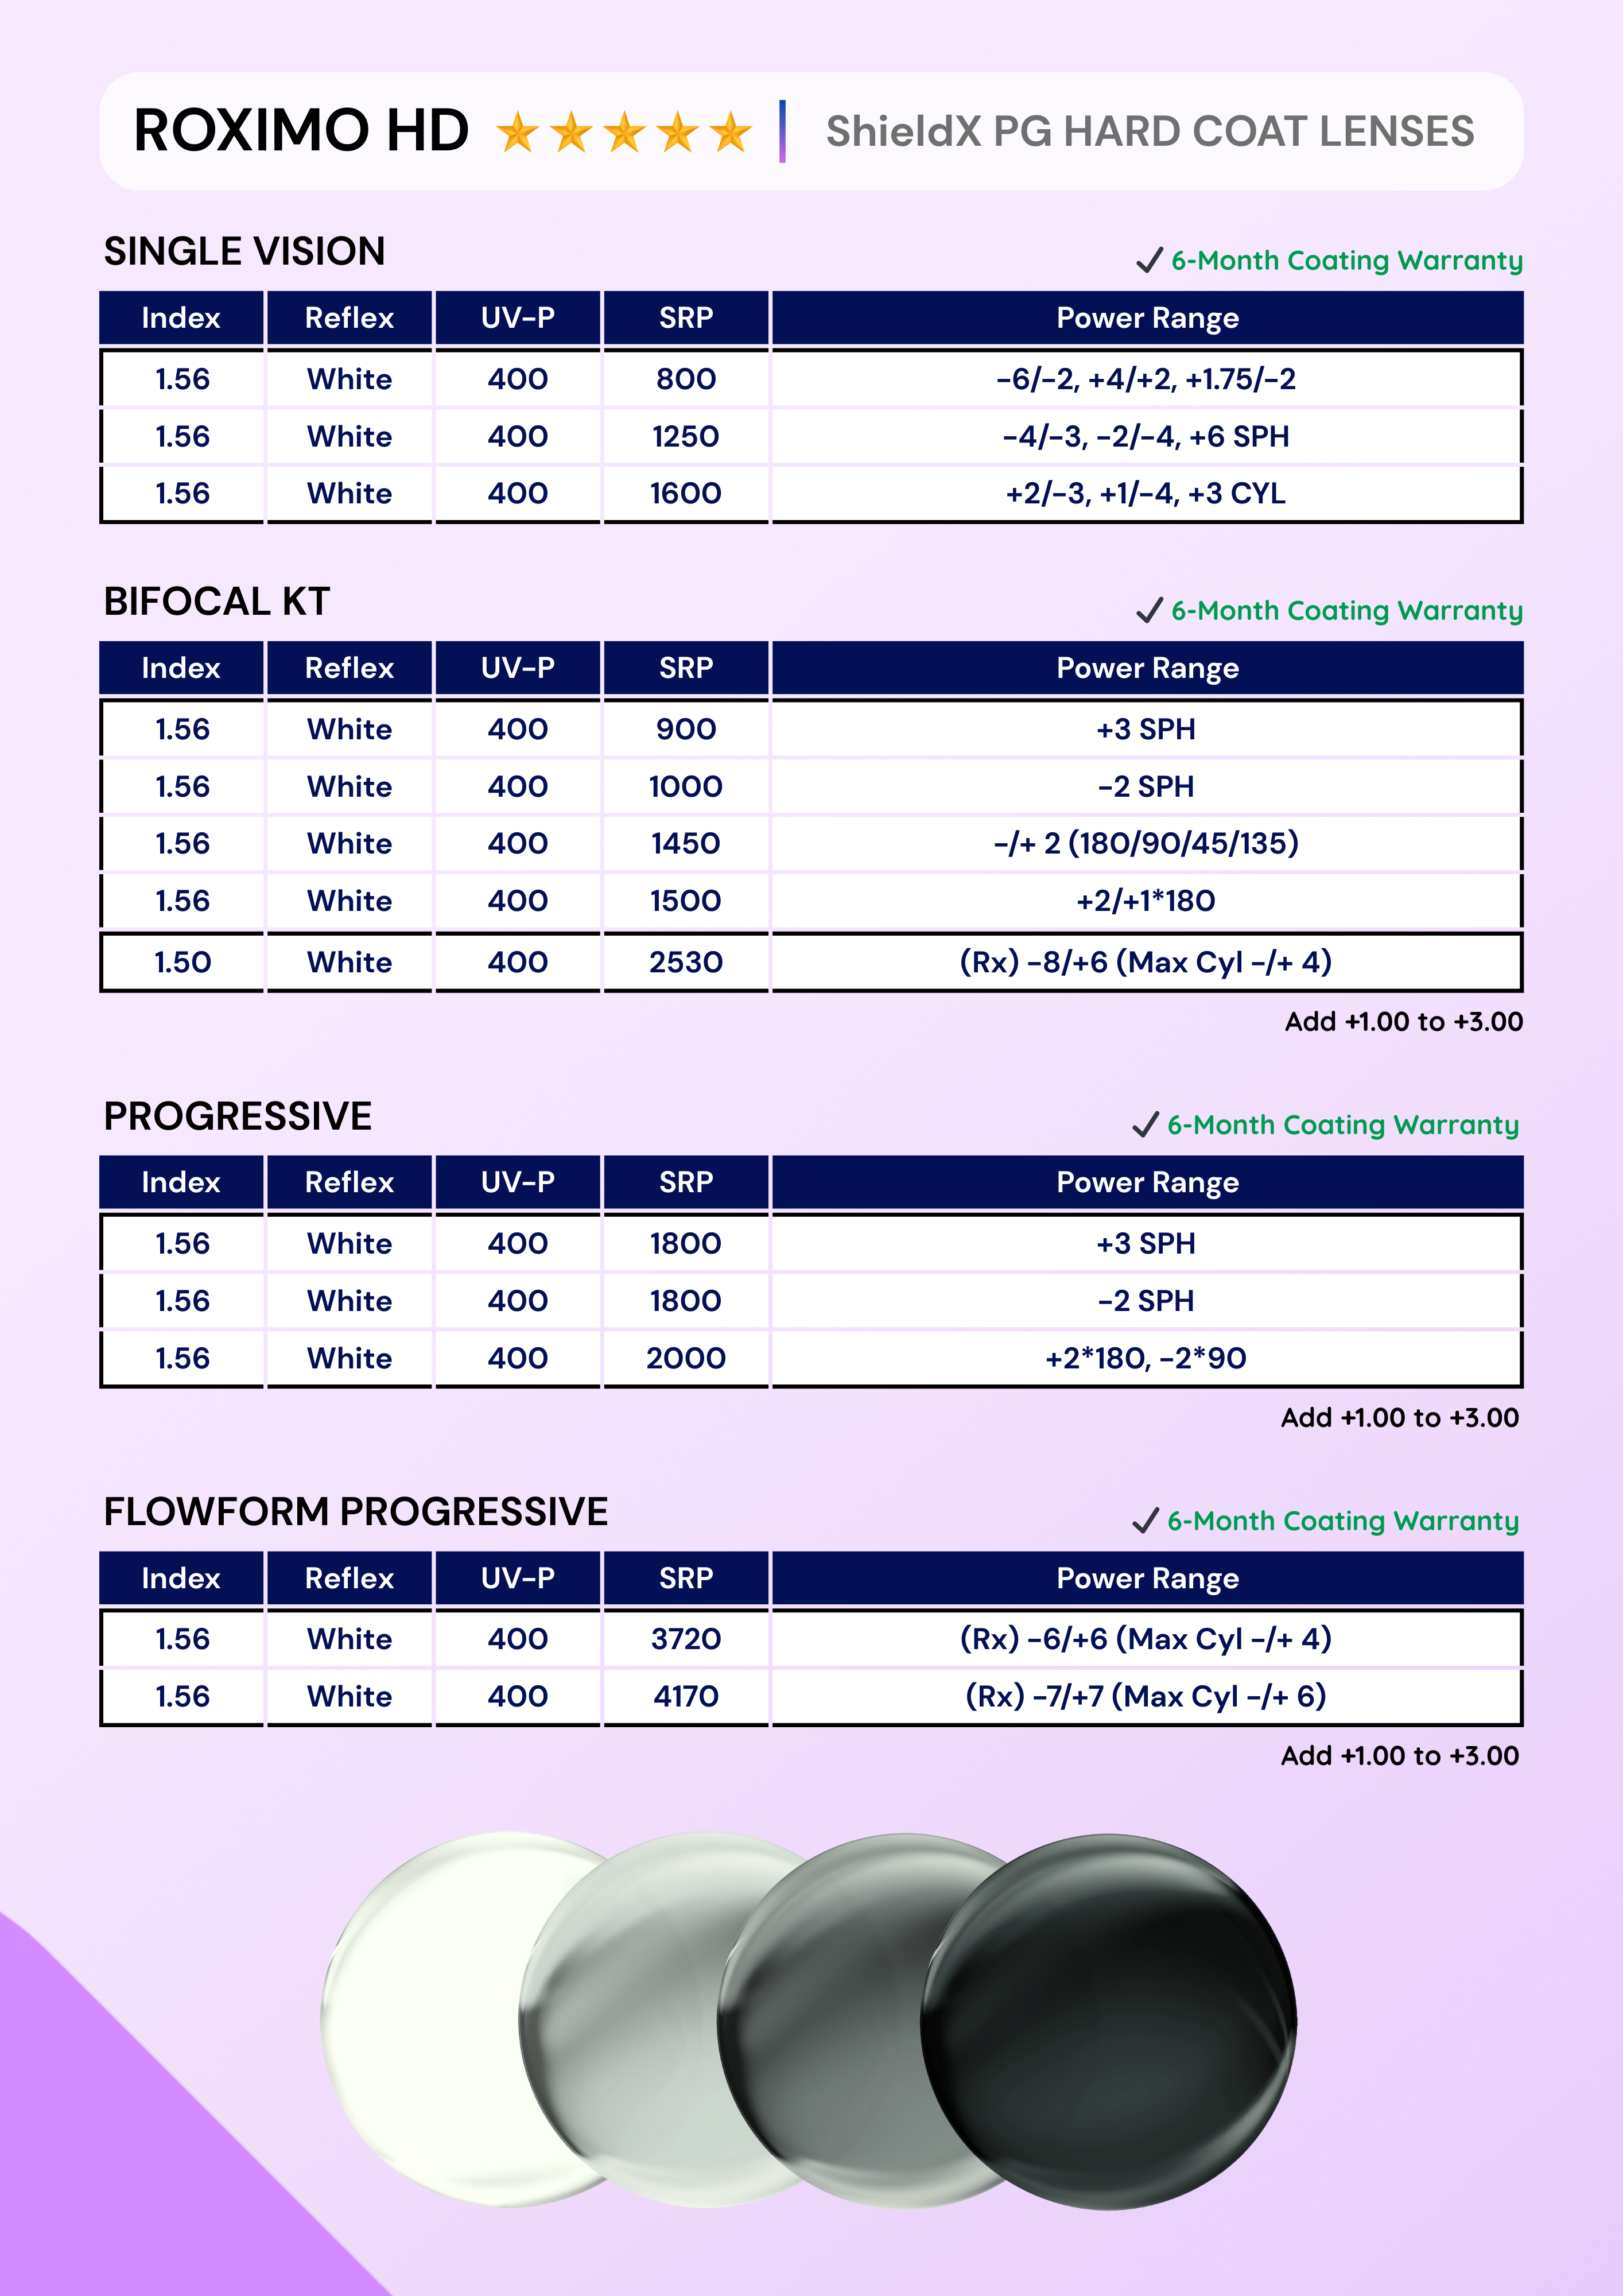 ROXIMO HD ShieldX PG HARD COAT LENSES
SINGLE VISION
✓ 6-Month Coating Warranty
Index Reflex UV-P SRP Power Range
1.56 White 400 800 -6/-2, +4/+2, +1.75/-2
1.56 White 400 1250 -4/-3, -2/-4, +6 SPH
1.56 White 400 1600 +2/-3, +1/-4, +3 CYL
BIFOCAL KT
✓ 6-Month Coating Warranty
Index Reflex UV-P SRP Power Range
1.56 White 400 900 +3 SPH
1.56 White 400 1000 -2 SPH
1.56 White 400 1450 -/+ 2 (180/90/45/135)
1.56 White 400 1500 +2/+1*180
1.50 White 400 2530 (Rx) -8/+6 (Max Cyl -/+ 4)
Add +1.00 to +3.00
PROGRESSIVE
✓ 6-Month Coating Warranty
Index Reflex UV-P SRP Power Range
1.56 White 400 1800 +3 SPH
1.56 White 400 1800 -2 SPH
1.56 White 400 2000 +2*180, -2*90
Add +1.00 to +3.00
FLOWFORM PROGRESSIVE
✓ 6-Month Coating Warranty
Index Reflex UV-P SRP Power Range
1.56 White 400 3720 (Rx) -6/+6 (Max Cyl -/+ 4)
1.56 White 400 4170 (Rx) -7/+7 (Max Cyl -/+ 6)
Add +1.00 to +3.00